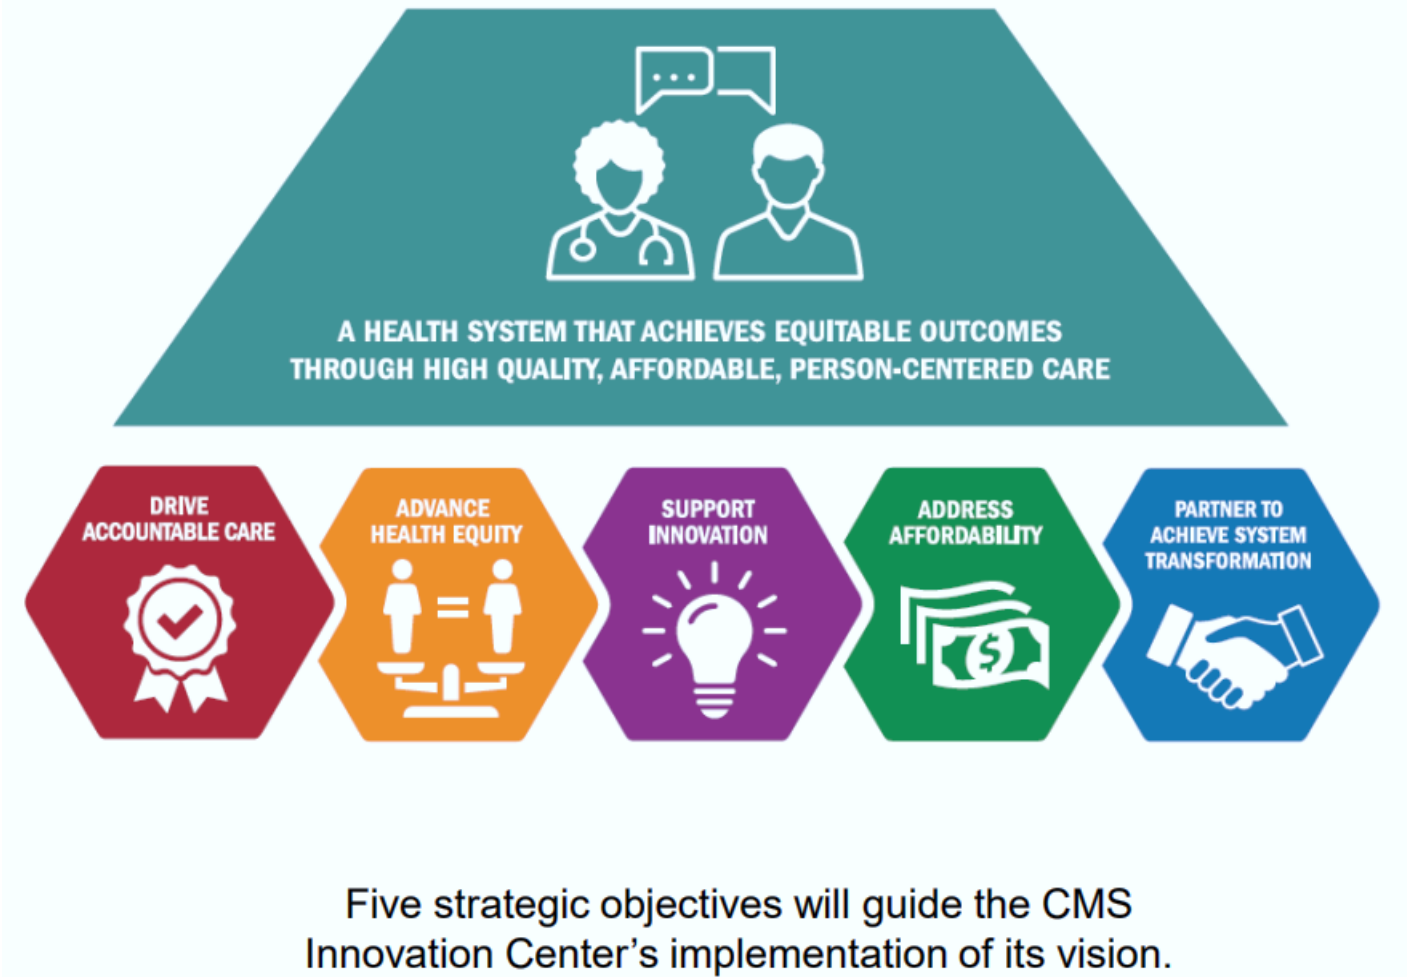 A HEALTH SYSTEM THAT ACHIEVES EQUITABLE OUTCOMES
THROUGH HIGH QUALITY, AFFORDABLE, PERSON-CENTERED CARE
DRIVE
ACCOUNTABLE CARE
ADVANCE
HEALTH EQUITY
SUPPORT
INNOVATION
ADDRESS
AFFORDABILITY
PARTNER TO
ACHIEVE SYSTEM
TRANSFORMATION
$
Five strategic objectives will guide the CMS
Innovation Center’s implementation of its vision.